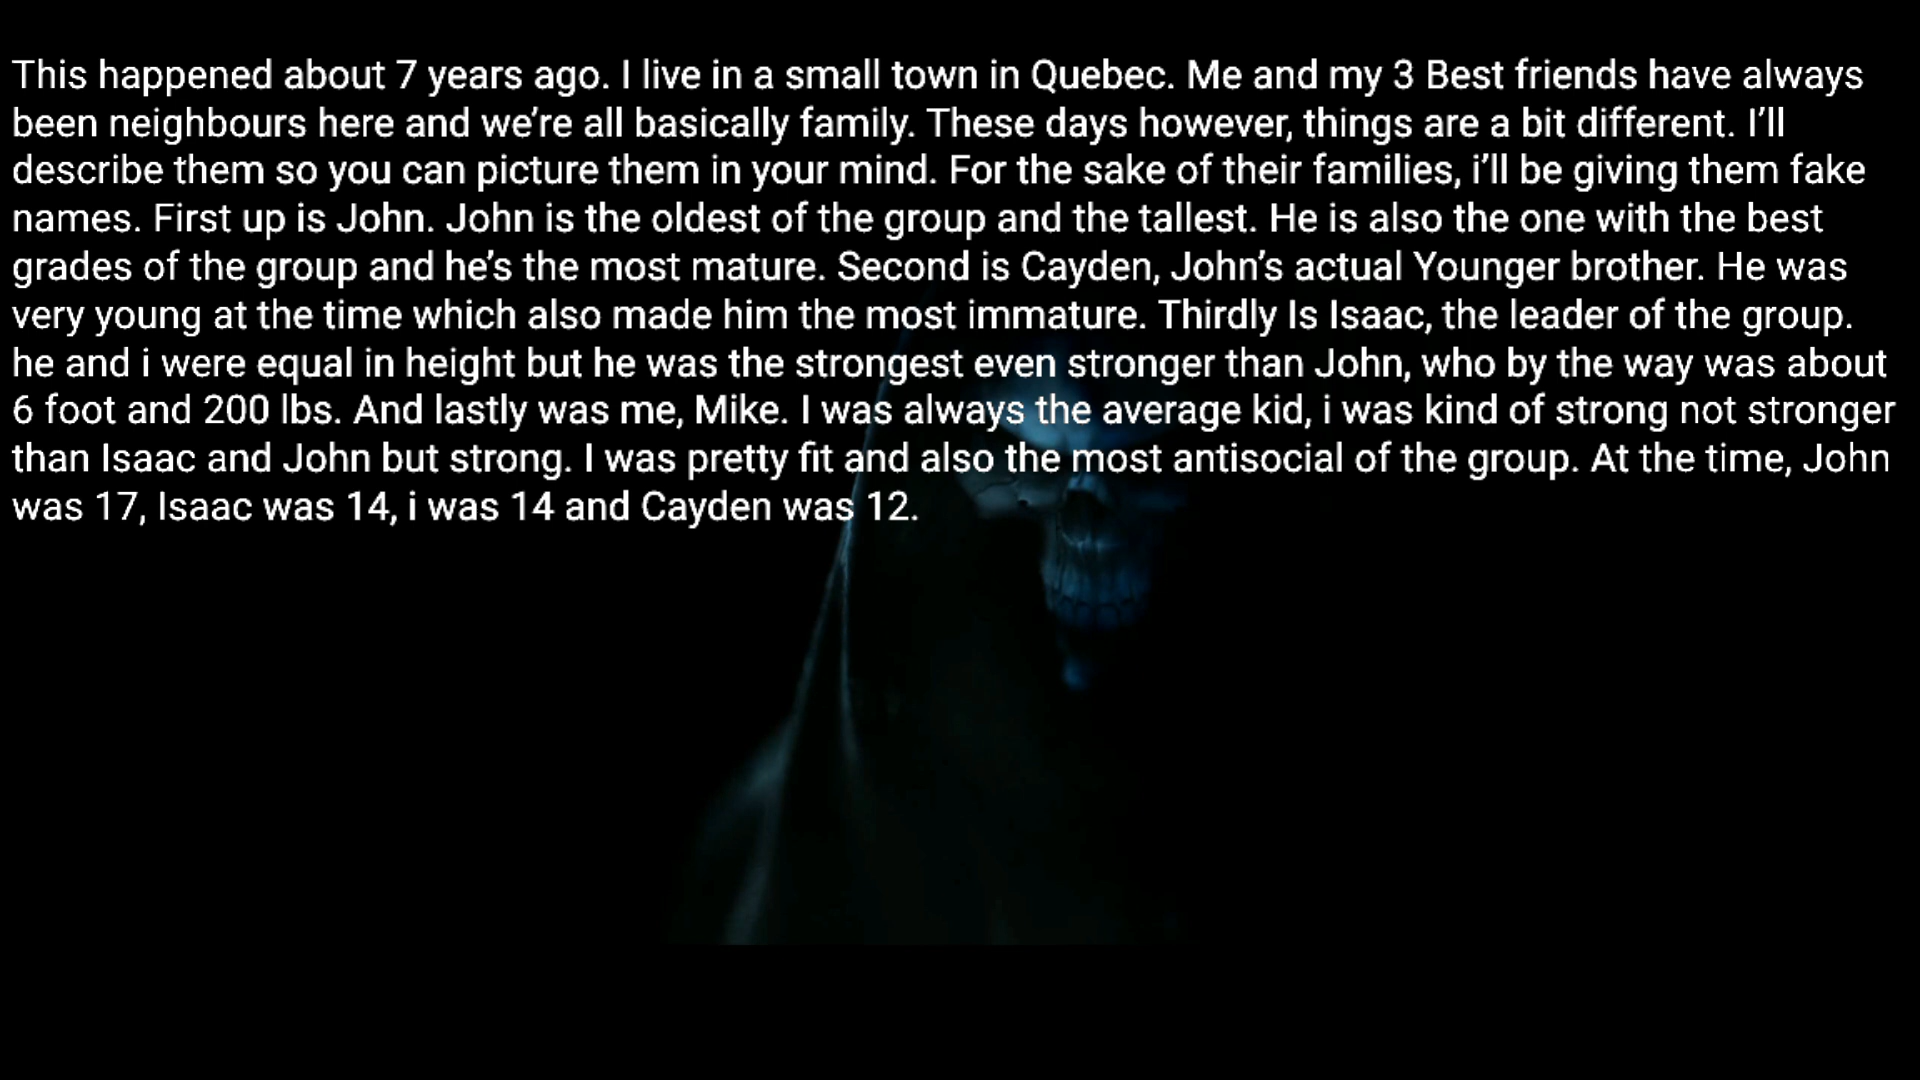 This happened about 7 years ago. I live in a small town in Quebec. Me and my 3 Best friends have always
been neighbours here and we’re all basically family. These days however, things are a bit different. I’ll
describe them so you can picture them in your mind. For the sake of their families, i’ll be giving them fake
names. First up is John. John is the oldest of the group and the tallest. He is also the one with the best
grades of the group and he’s the most mature. Second is Cayden, John’s actual Younger brother. He was
very young at the time which also made him the most immature. Thirdly Is Isaac, the leader of the group.
he and i were equal in height but he was the strongest even stronger than John, who by the way was about
6 foot and 200 lbs. And lastly was me, Mike. I was always the average kid, i was kind of strong not stronger
than Isaac and John but strong. I was pretty fit and also the most antisocial of the group. At the time, John
was 17, Isaac was 14, i was 14 and Cayden was 12.